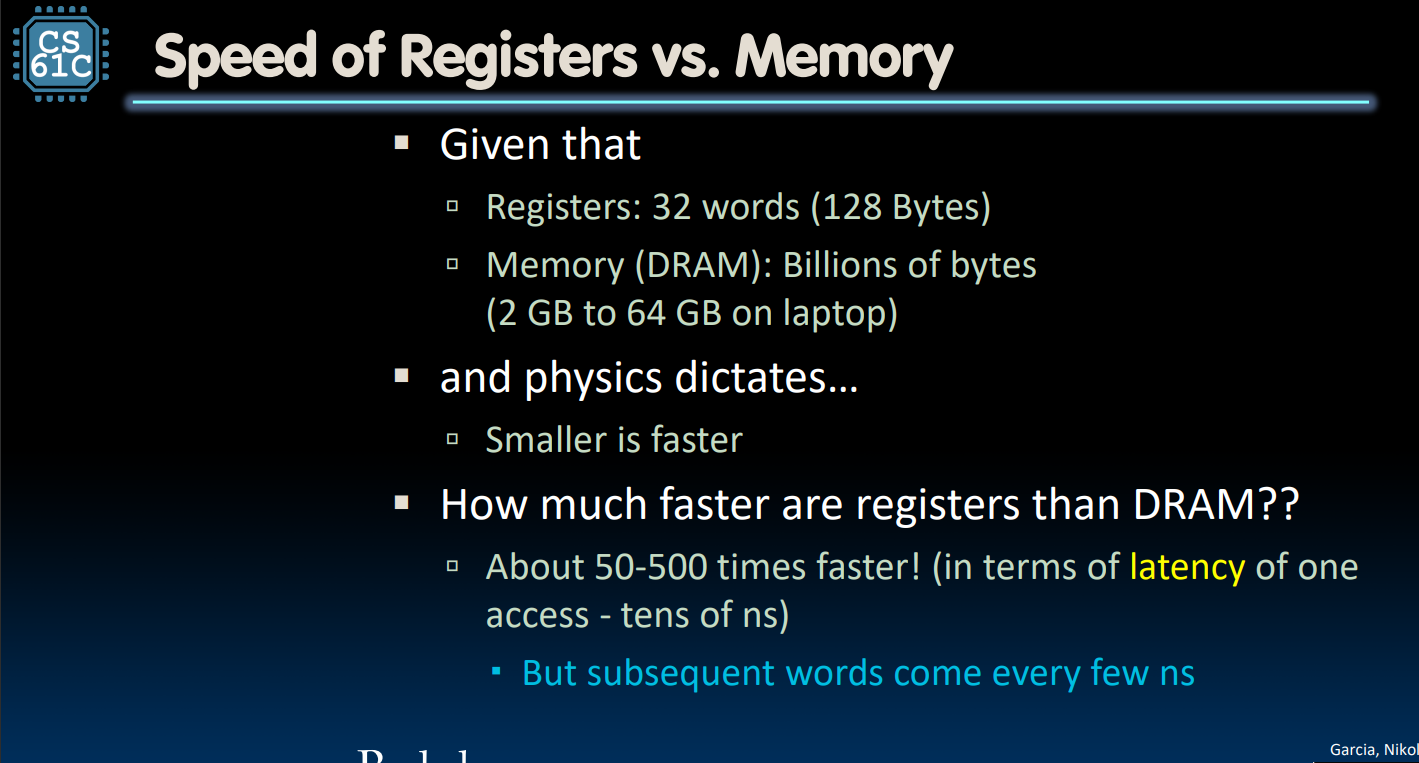 CS
61C
Speed of Registers vs. Memory
Given that
Registers: 32 words (128 Bytes)
Memory (DRAM): Billions of bytes
(2 GB to 64 GB on laptop)
and physics dictates…
Smaller is faster
How much faster are registers than DRAM??
About 50-500 times faster! (in terms of latency of one
access - tens of ns)
But subsequent words come every few ns
Garcia, Nikol